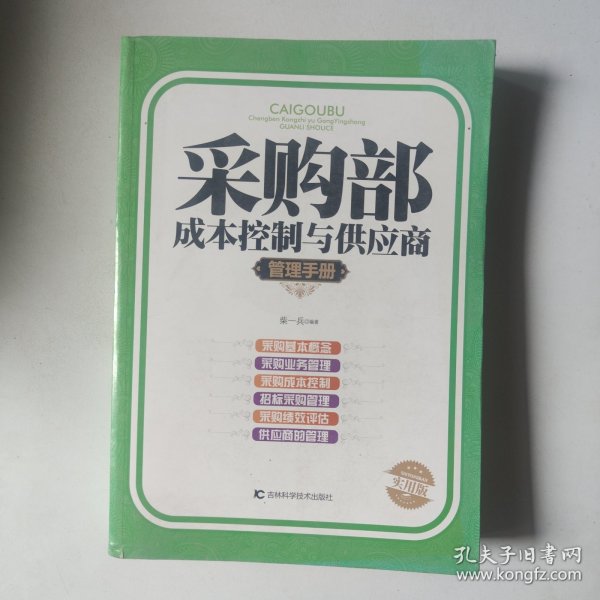 CAIGOUBU
Chengben Kongzhi yu GongYingshang
GUANLI SHOUCE
采购部
成本控制与供应商
管理手册
柴一兵◎编著
采购基本概念
采购业务管理
采购成本控制
招标采购管理
采购绩效评估
供应商的管理
实用版
吉林科学技术出版社
孔夫子旧书网
www.kongfz.com